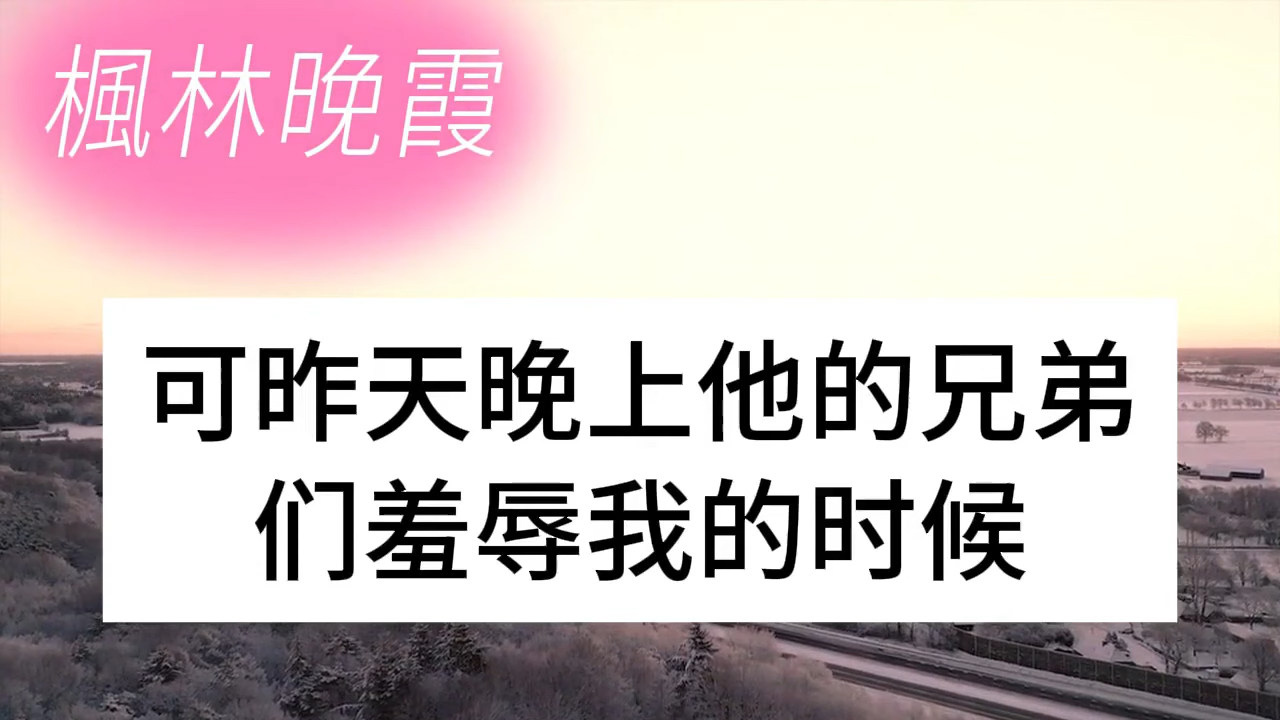 楓林晚霞
可昨天晚上他的兄弟
们羞辱我的时候